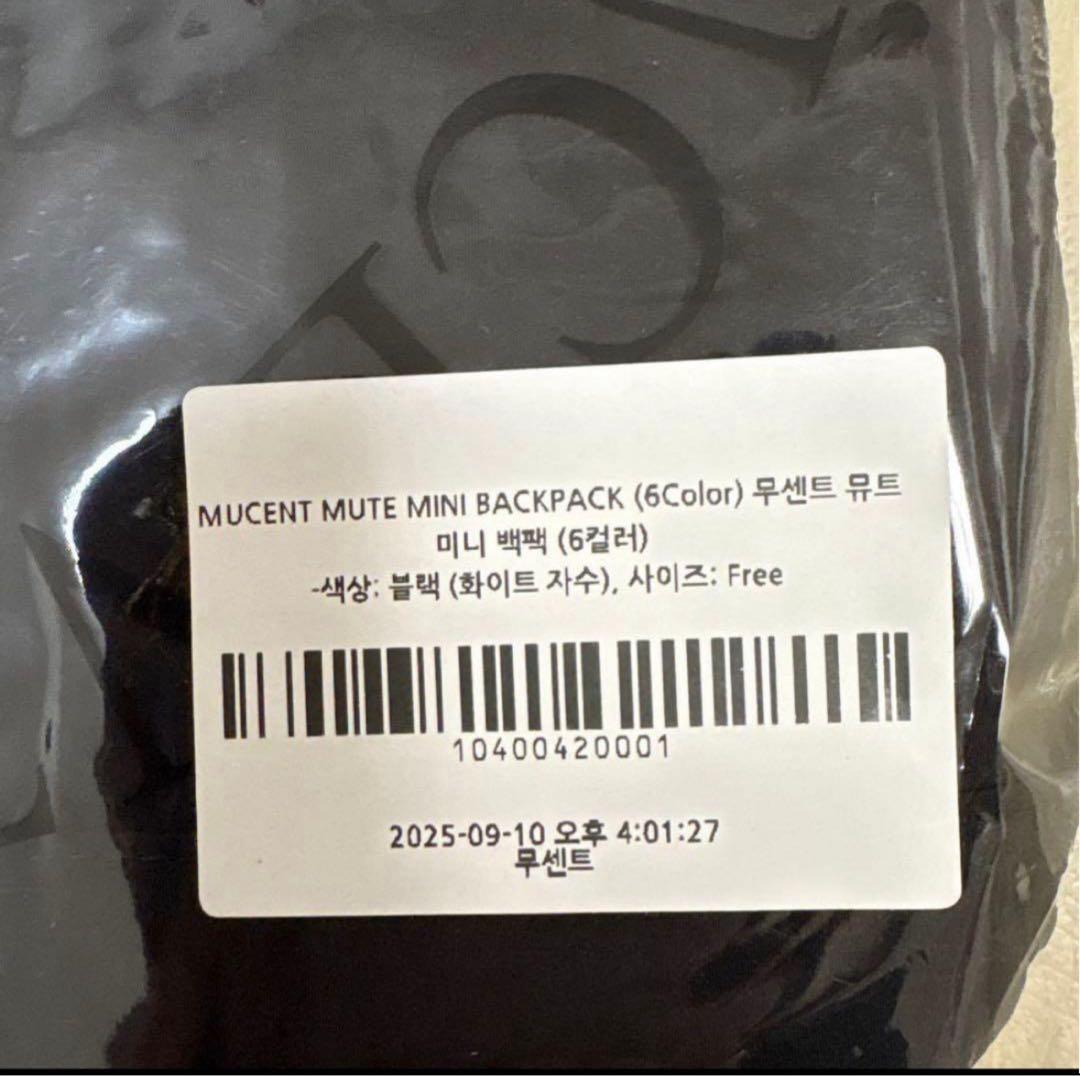 MUCENT MUTE MINI BACKPACK (6Color) 무센트 뮤트
미니 백팩 (6컬러)
-색상: 블랙 (화이트 자수), 사이즈: Free
10400420001
2025-09-10 오후 4:01:27
무센트